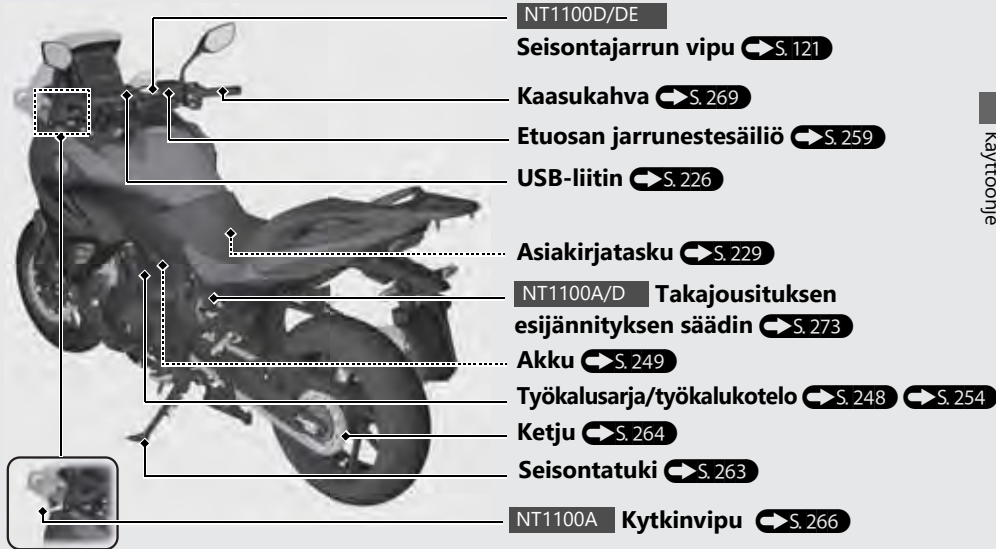 NT1100D/DE
Seisontajarrun vipu S. 121
Kaasukahva S. 269
Etuosan jarrunestesäiliö S. 259
USB-liitin S. 226
Asiakirjatasku S. 229
NT1100A/D Takajousituksen
esijännityksen säädin S. 273
Akku S. 249
Työkalusarja/työkalukotelo S. 248 S. 254
Ketju S. 264
Seisontatuki S. 263
NT1100A Kytkinvipu S. 266
Käyttöönje